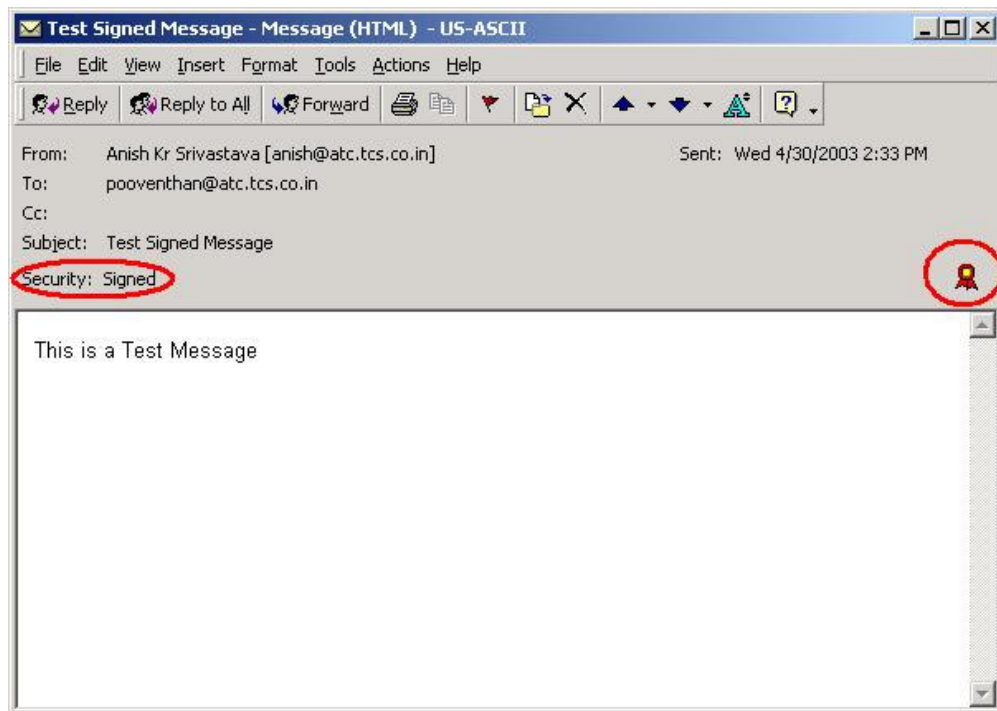 Test Signed Message - Message (HTML) - US-ASCII
File Edit View Insert Format Tools Actions Help
Reply Reply to All Forward
From: Anish Kr Srivastava [anish@atc.tcs.co.in] Sent: Wed 4/30/2003 2:33 PM
To: pooventhan@atc.tcs.co.in
Cc:
Subject: Test Signed Message
Security: Signed
This is a Test Message